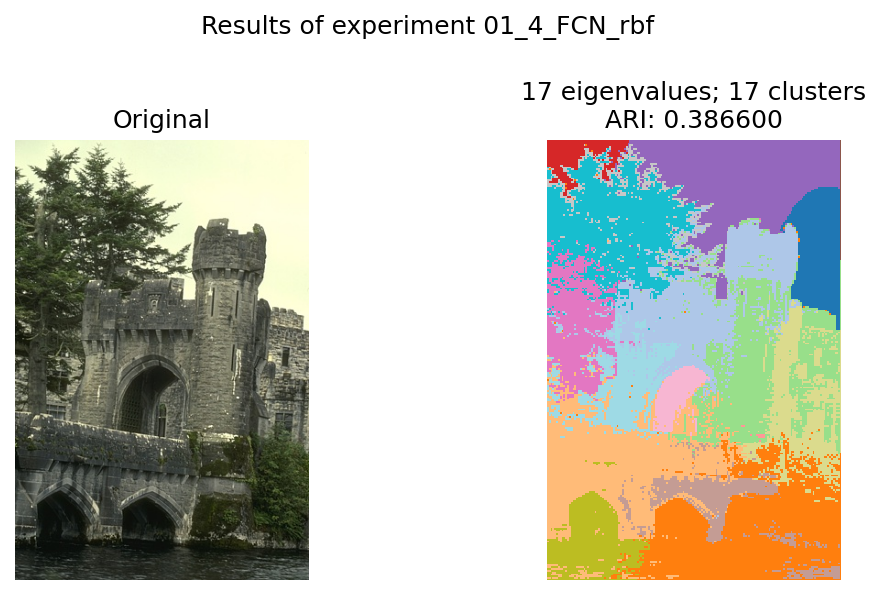 Results of experiment 01_4_FCN_rbf
Original
17 eigenvalues; 17 clusters
ARI: 0.386600